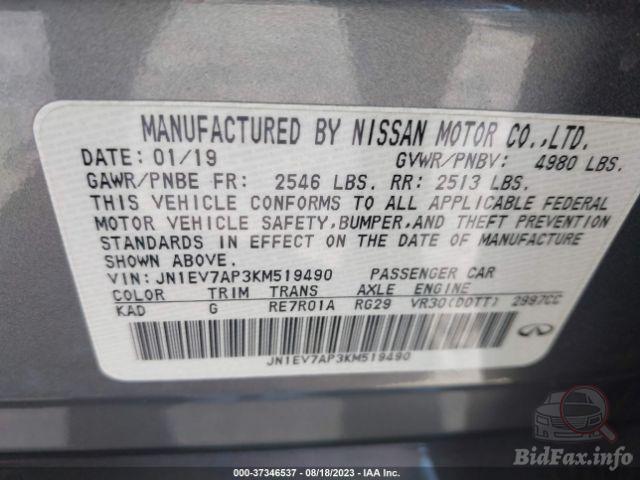 MANUFACTURED BY NISSAN MOTOR CO.,LTD.
DATE: 01/19 GVWR/PNBV: 4980 LBS.
GAWR/PNBE FR: 2546 LBS. RR: 2513 LBS.
THIS VEHICLE CONFORMS TO ALL APPLICABLE FEDERAL
MOTOR VEHICLE SAFETY,BUMPER,AND THEFT PREVENTION
STANDARDS IN EFFECT ON THE DATE OF MANUFACTURE
SHOWN ABOVE.
VIN: JN1EV7AP3KM519490 PASSENGER CAR
COLOR TRIM TRANS AXLE ENGINE
KAD G RE7R01A RG29 VR30(DDTT) 2997CC
JN1EV7AP3KM519490
BidFax.info
000-37346537 - 08/18/2023 - IAA Inc.